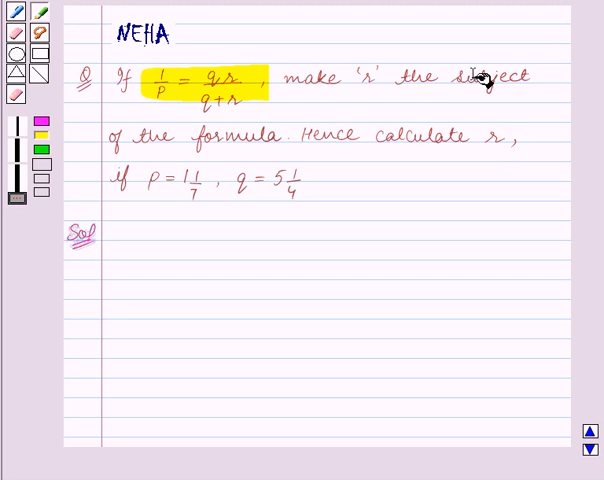 NEHA
Q If 1/p = qr/q+r, make 'r' the subject
of the formula. Hence calculate r,
if p = 1 1/7, q = 5 1/4
Sol